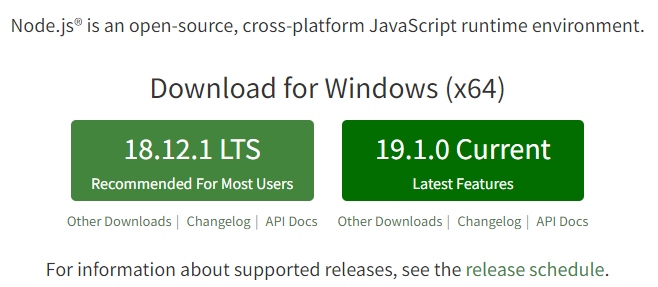 Node.js® is an open-source, cross-platform JavaScript runtime environment.
Download for Windows (x64)
18.12.1 LTS
Recommended For Most Users
19.1.0 Current
Latest Features
Other Downloads | Changelog | API Docs
Other Downloads | Changelog | API Docs
For information about supported releases, see the release schedule.